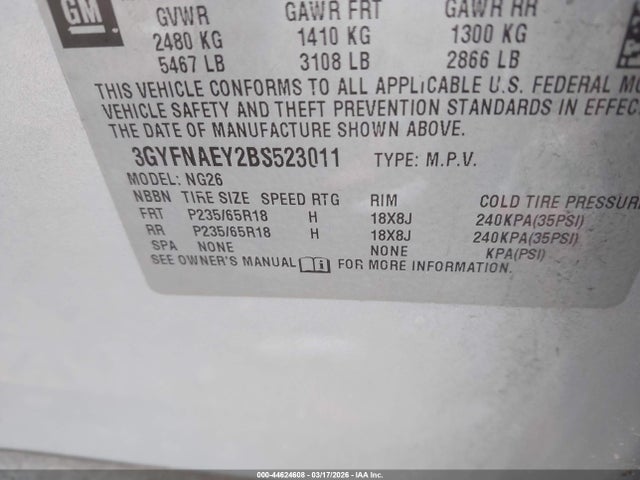 GM
GVWR GAWR FRT GAWR RR
2480 KG 1410 KG 1300 KG
5467 LB 3108 LB 2866 LB
THIS VEHICLE CONFORMS TO ALL APPLICABLE U.S. FEDERAL MO
VEHICLE SAFETY AND THEFT PREVENTION STANDARDS IN EFFEC
THE DATE OF MANUFACTURE SHOWN ABOVE.
3GYFNAEY2BS523011 TYPE: M.P.V.
MODEL: NG26
NBBN TIRE SIZE SPEED RTG RIM COLD TIRE PRESSUR
FRT P235/65R18 H 18X8J 240KPA(35PSI)
RR P235/65R18 H 18X8J 240KPA(35PSI)
SPA NONE NONE KPA(PSI)
SEE OWNER'S MANUAL FOR MORE INFORMATION.
000-44624608 - 03/17/2026 - IAA Inc.